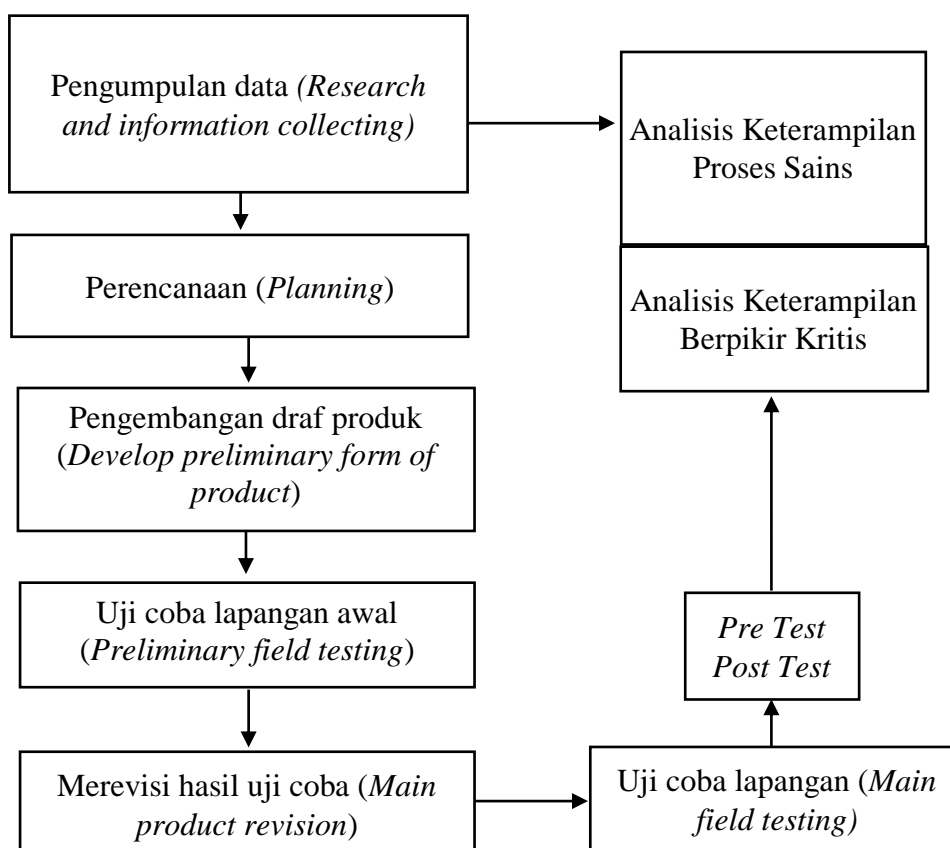 Pengumpulan data (Research
and information collecting)
Perencanaan (Planning)
Pengembangan draf produk
(Develop preliminary form of
product)
Uji coba lapangan awal
(Preliminary field testing)
Merevisi hasil uji coba (Main
product revision)
Uji coba lapangan (Main
field testing)
Pre Test
Post Test
Analisis Keterampilan
Proses Sains
Analisis Keterampilan
Berpikir Kritis